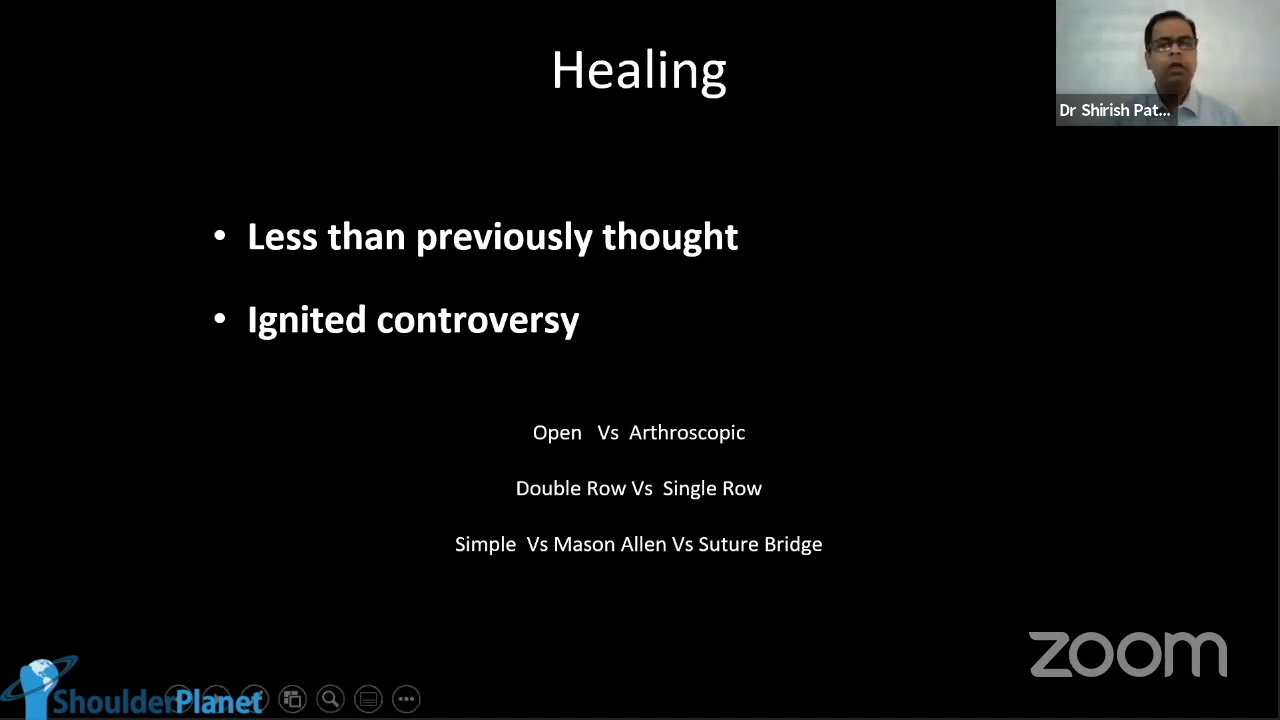 Healing
Dr Shirish Pat...
• Less than previously thought
• Ignited controversy
Open Vs Arthroscopic
Double Row Vs Single Row
Simple Vs Mason Allen Vs Suture Bridge
zoom
ShoulderPlanet